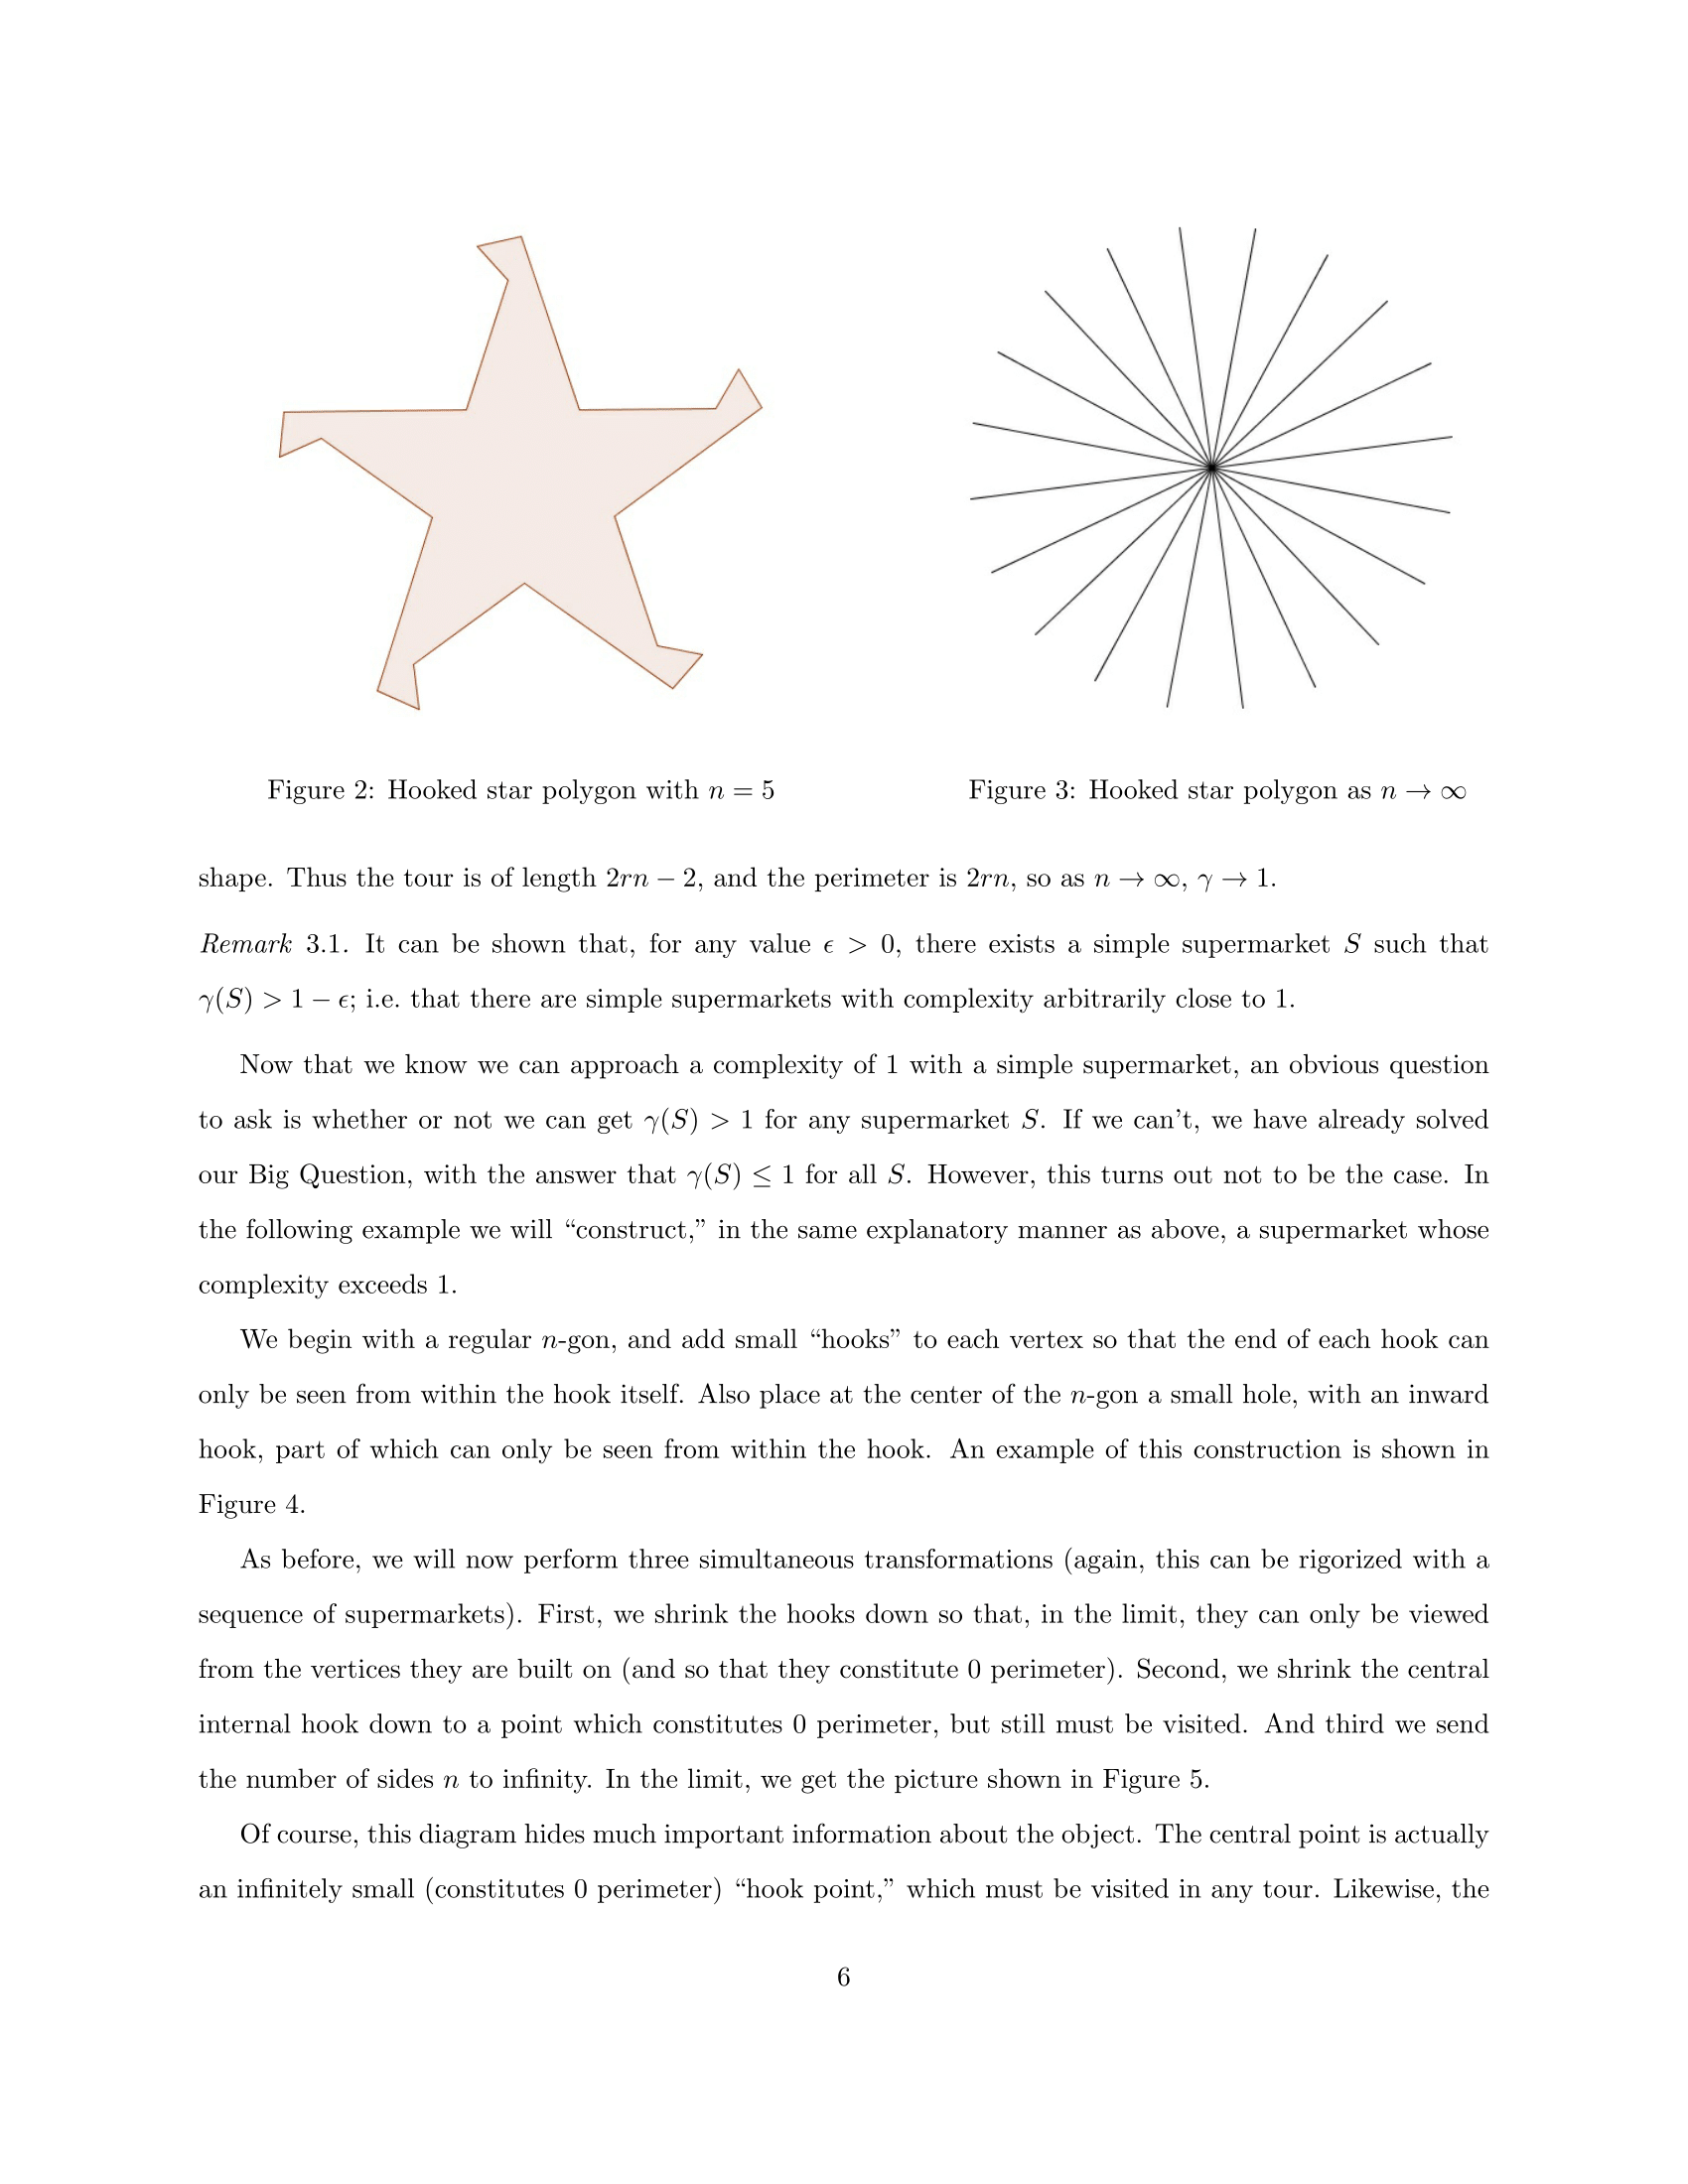 Figure 2: Hooked star polygon with n = 5
Figure 3: Hooked star polygon as n → ∞
shape. Thus the tour is of length 2rn − 2, and the perimeter is 2rn, so as n → ∞, γ → 1.
Remark 3.1. It can be shown that, for any value ϵ > 0, there exists a simple supermarket S such that
γ(S) > 1 − ϵ; i.e. that there are simple supermarkets with complexity arbitrarily close to 1.
Now that we know we can approach a complexity of 1 with a simple supermarket, an obvious question
to ask is whether or not we can get γ(S) > 1 for any supermarket S. If we can't, we have already solved
our Big Question, with the answer that γ(S) ≤ 1 for all S. However, this turns out not to be the case. In
the following example we will “construct,” in the same explanatory manner as above, a supermarket whose
complexity exceeds 1.
We begin with a regular n-gon, and add small “hooks” to each vertex so that the end of each hook can
only be seen from within the hook itself. Also place at the center of the n-gon a small hole, with an inward
hook, part of which can only be seen from within the hook. An example of this construction is shown in
Figure 4.
As before, we will now perform three simultaneous transformations (again, this can be rigorized with a
sequence of supermarkets). First, we shrink the hooks down so that, in the limit, they can only be viewed
from the vertices they are built on (and so that they constitute 0 perimeter). Second, we shrink the central
internal hook down to a point which constitutes 0 perimeter, but still must be visited. And third we send
the number of sides n to infinity. In the limit, we get the picture shown in Figure 5.
Of course, this diagram hides much important information about the object. The central point is actually
an infinitely small (constitutes 0 perimeter) “hook point,” which must be visited in any tour. Likewise, the
6